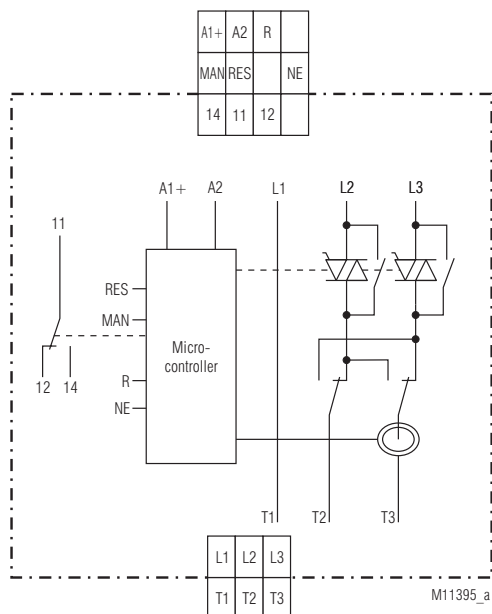 A1+ A2 R
MAN RES NE
14 11 12
A1+ A2 L1 L2 L3
11
RES
MAN
Micro-
controller
12 14
R
NE
T1 T2 T3
L1 L2 L3
T1 T2 T3
M11395_a